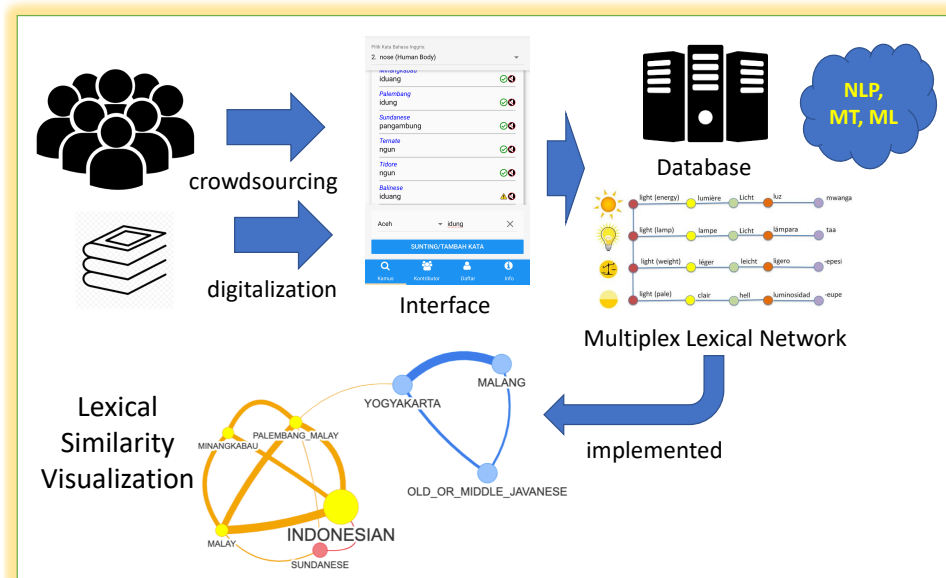 Pilih Kata Bahasa Inggris:
2. nose (Human Body)
Minangkabau
iduang
Palembang
idung
Sundanese
pangambung
Ternate
ngun
Tidore
ngun
Balinese
iduang
Aceh
idung
SUNTING/TAMBAH KATA
Kamus
Kontributor
Daftar
Info
crowdsourcing
digitalization
Interface
Database
NLP,
MT, ML
light (energy) lumière Licht luz mwanga
light (lamp) lampe Licht lámpara taa
light (weight) léger leicht ligero -epesi
light (pale) clair hell luminosidad -eupe
Multiplex Lexical Network
implemented
Lexical
Similarity
Visualization
MALANG
YOGYAKARTA
OLD_OR_MIDDLE_JAVANESE
PALEMBANG_MALAY
MINANGKABAU
INDONESIAN
MALAY
SUNDANESE